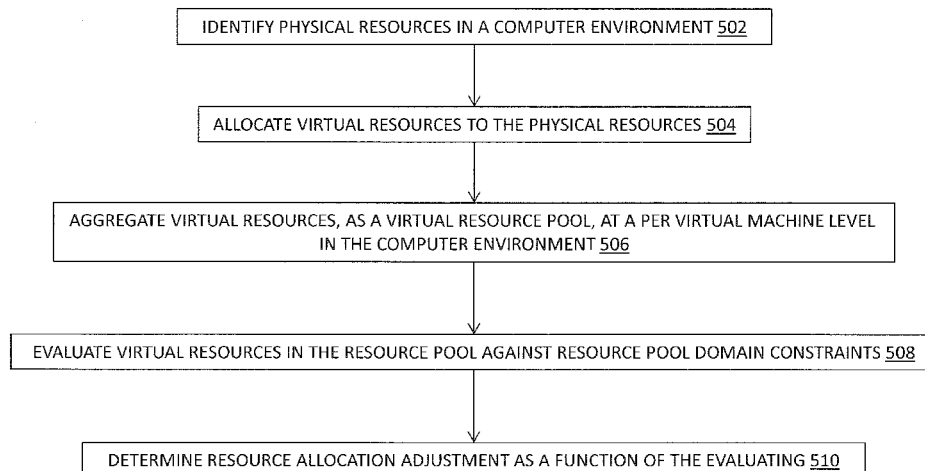 IDENTIFY PHYSICAL RESOURCES IN A COMPUTER ENVIRONMENT 502
ALLOCATE VIRTUAL RESOURCES TO THE PHYSICAL RESOURCES 504
AGGREGATE VIRTUAL RESOURCES, AS A VIRTUAL RESOURCE POOL, AT A PER VIRTUAL MACHINE LEVEL
IN THE COMPUTER ENVIRONMENT 506
EVALUATE VIRTUAL RESOURCES IN THE RESOURCE POOL AGAINST RESOURCE POOL DOMAIN CONSTRAINTS 508
DETERMINE RESOURCE ALLOCATION ADJUSTMENT AS A FUNCTION OF THE EVALUATING 510